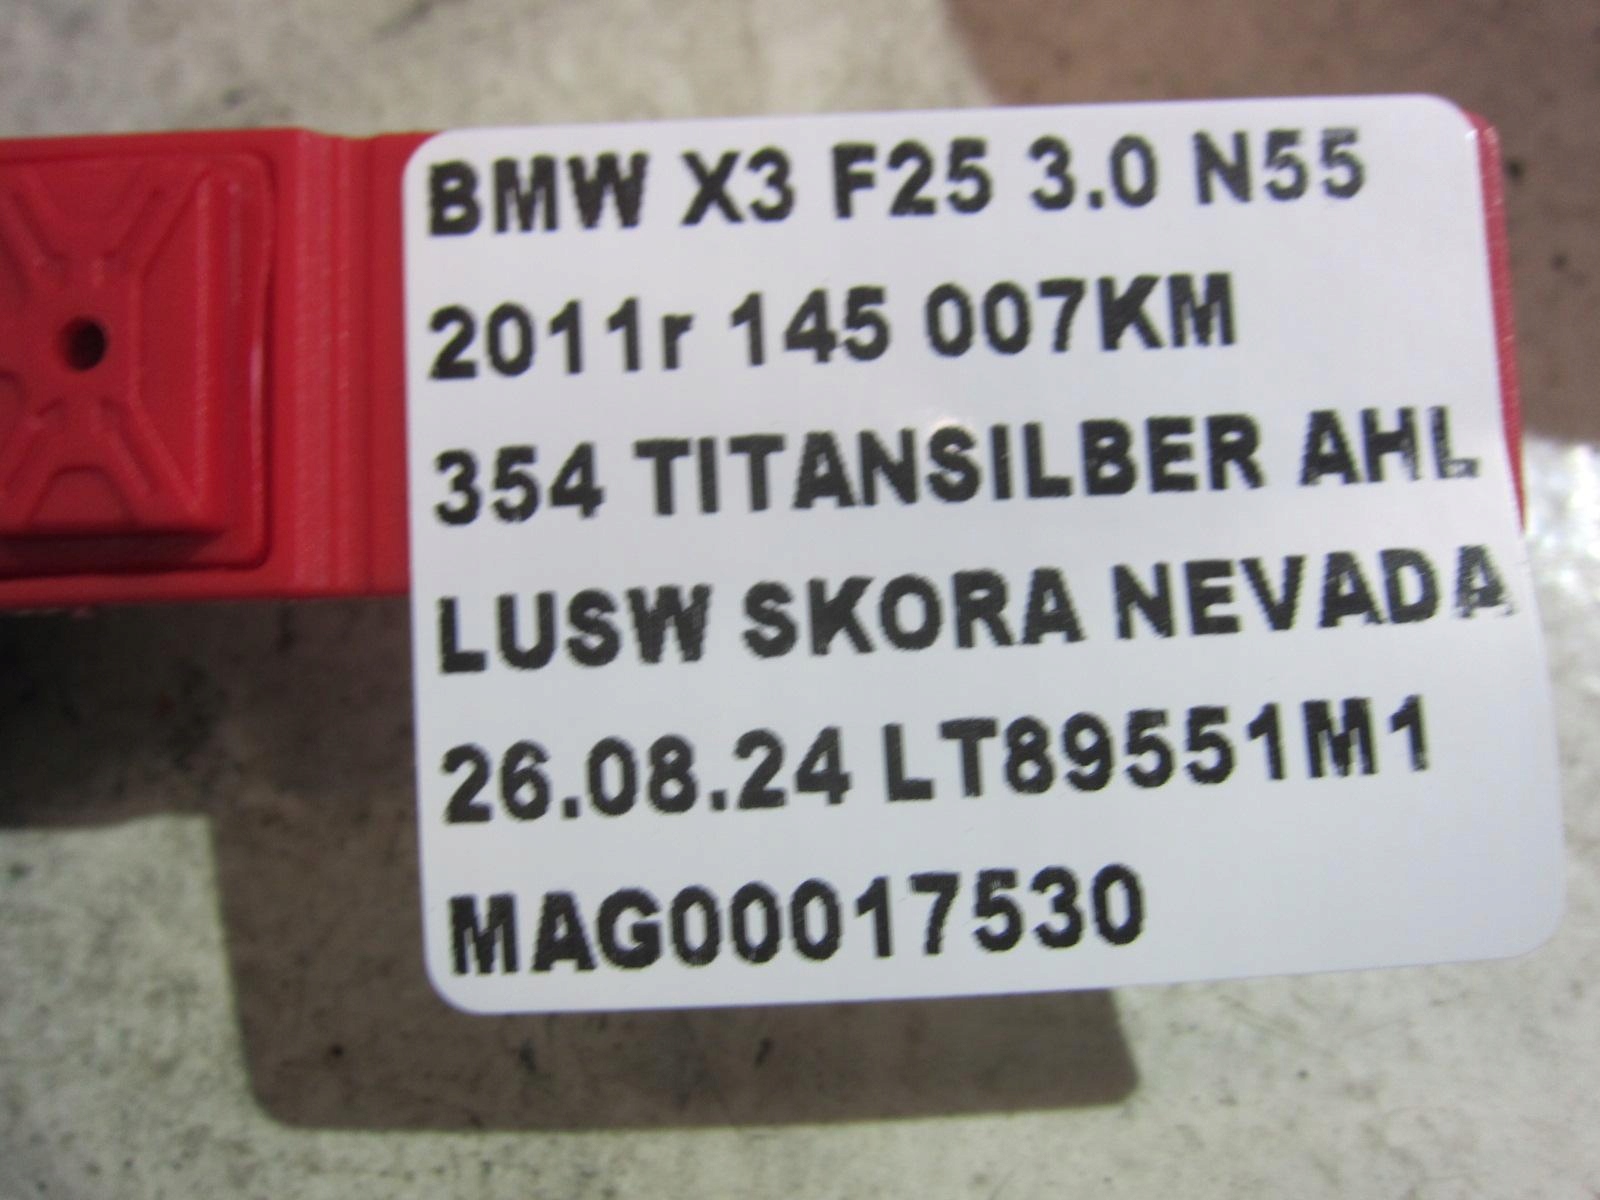 BMW X3 F25 3.0 N55
2011r 145 007KM
354 TITANSILBER AHL
LUSW SKORA NEVADA
26.08.24 LT89551M1
MAG00017530